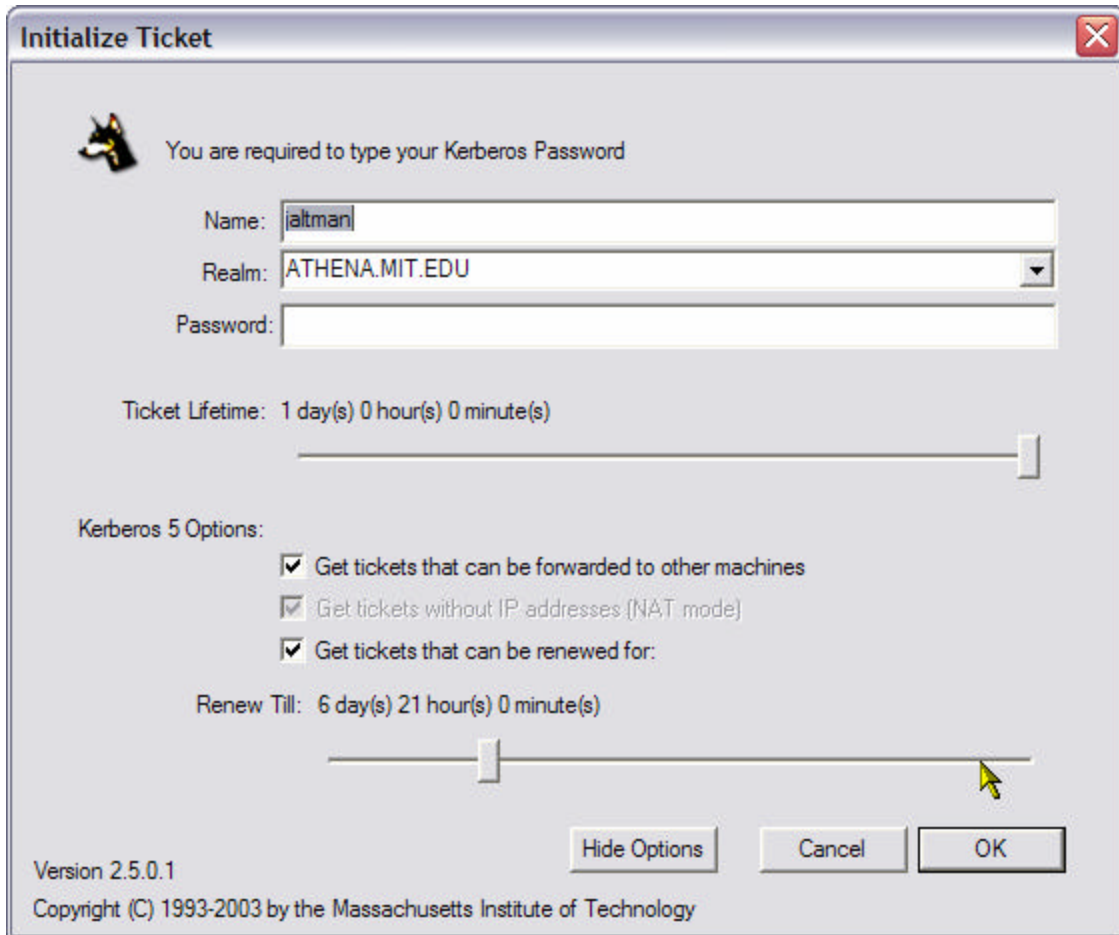 Initialize Ticket
You are required to type your Kerberos Password
Name: jaltman
Realm: ATHENA.MIT.EDU
Password:
Ticket Lifetime: 1 day(s) 0 hour(s) 0 minute(s)
Kerberos 5 Options:
Get tickets that can be forwarded to other machines
Get tickets without IP addresses (NAT mode)
Get tickets that can be renewed for:
Renew Till: 6 day(s) 21 hour(s) 0 minute(s)
Hide Options Cancel OK
Version 2.5.0.1
Copyright (C) 1993-2003 by the Massachusetts Institute of Technology